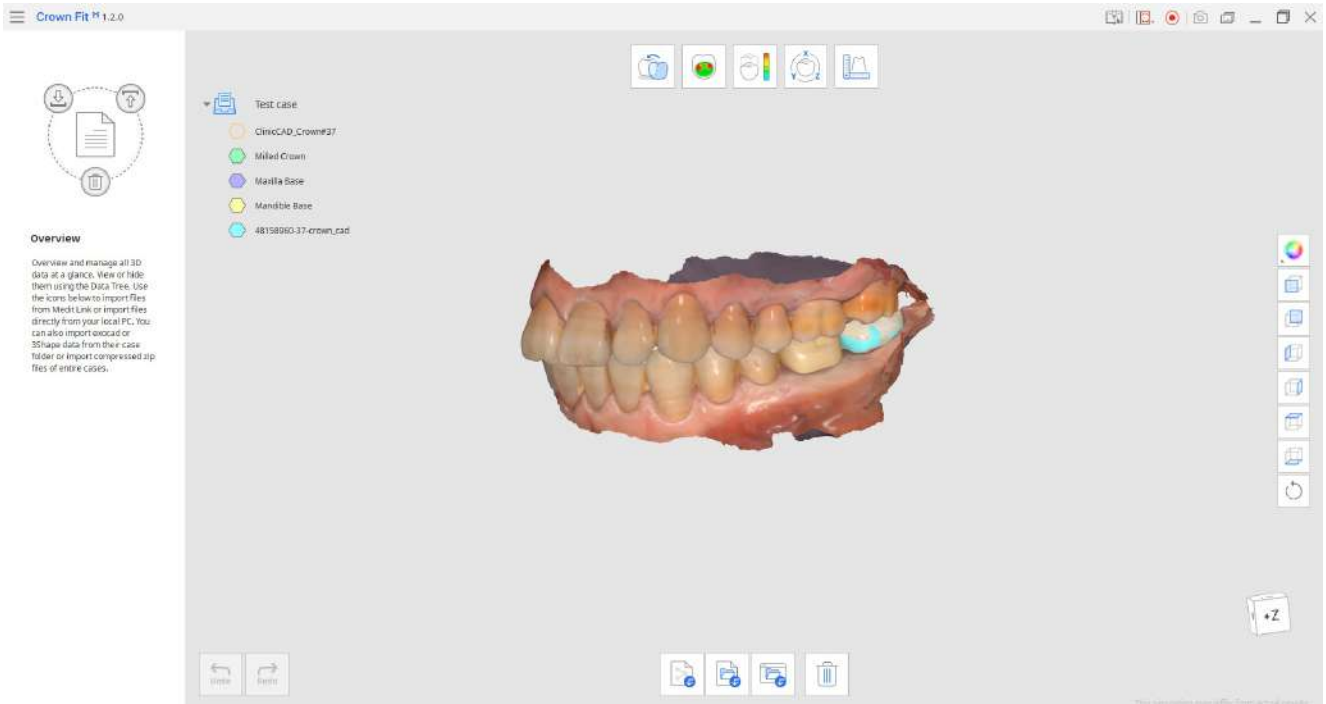 Crown Fit M 1.2.0
Test case
ClinicCAD_Crown#37
Milled Crown
Maxilla Base
Mandible Base
48158960-37-crown_cad
Overview
Overview and manage all 3D
data at a glance. View or hide
them using the Data Tree. Use
the icons below to import files
from Medit Link or import files
directly from your local PC. You
can also import exocad or
3Shape data from their case
folder or import compressed zip
files of entire cases.
X
Y
Z
+Z
Undo
Redo